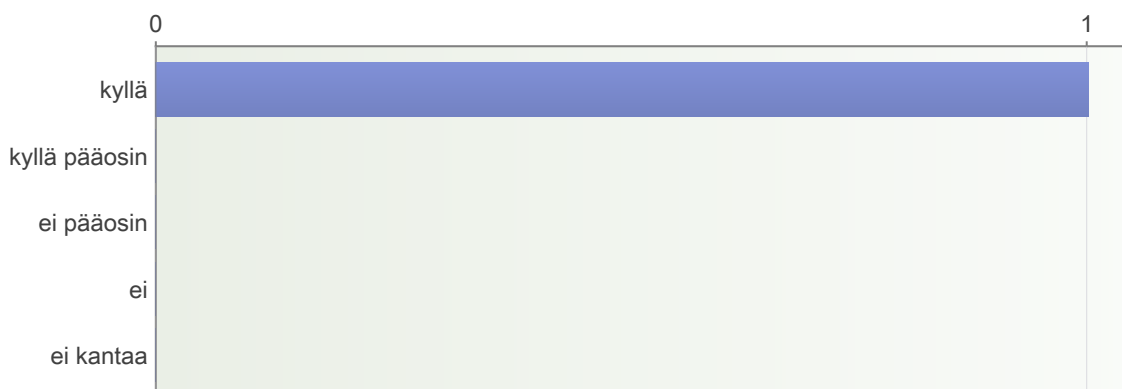 0 1
kyllä
kyllä pääosin
ei pääosin
ei
ei kantaa